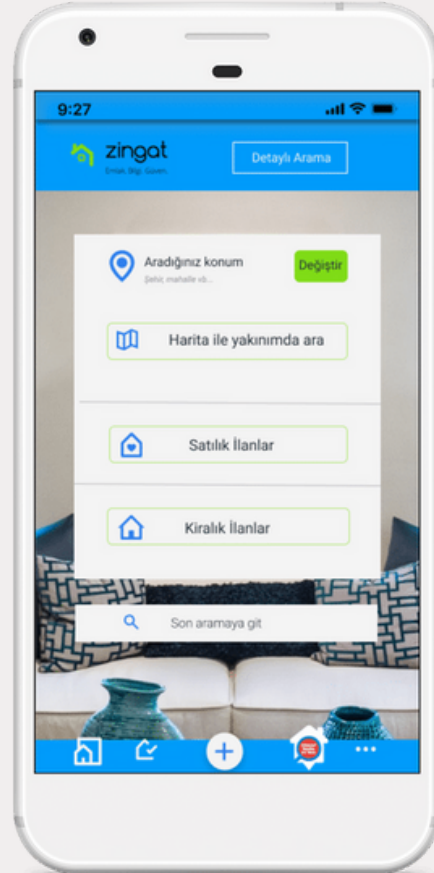 9:27
zingat
Emlak. Bilgi. Güven.
Detaylı Arama
Aradığınız konum
Şehir, mahalle vb...
Değiştir
Harita ile yakınımda ara
Satılık İlanlar
Kiralık İlanlar
Son aramaya git